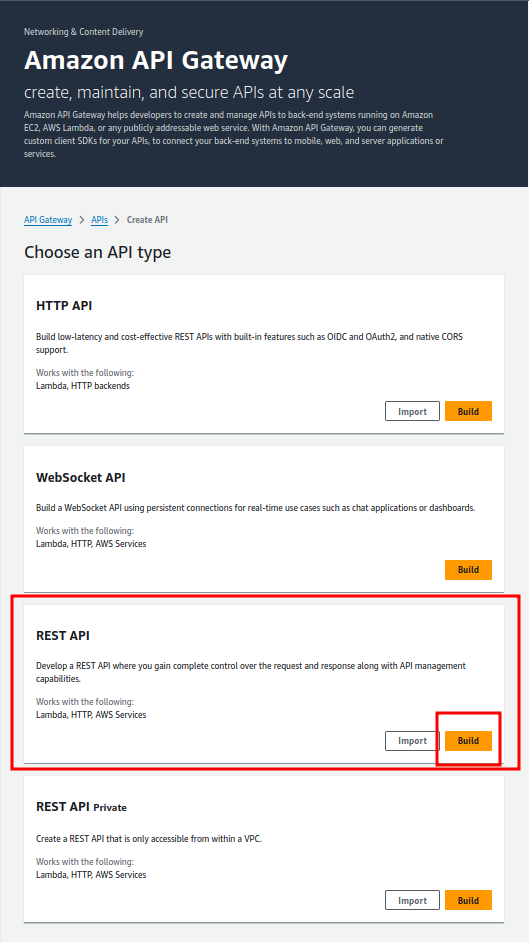 Networking & Content Delivery
Amazon API Gateway
create, maintain, and secure APIs at any scale
Amazon API Gateway helps developers to create and manage APIs to back-end systems running on Amazon
EC2, AWS Lambda, or any publicly addressable web service. With Amazon API Gateway, you can generate
custom client SDKs for your APIs, to connect your back-end systems to mobile, web, and server applications or
services.
API Gateway > APIs > Create API
Choose an API type
HTTP API
Build low-latency and cost-effective REST APIs with built-in features such as OIDC and OAuth2, and native CORS
support.
Works with the following:
Lambda, HTTP backends
Import Build
WebSocket API
Build a WebSocket API using persistent connections for real-time use cases such as chat applications or dashboards.
Works with the following:
Lambda, HTTP, AWS Services
Build
REST API
Develop a REST API where you gain complete control over the request and response along with API management
capabilities.
Works with the following:
Lambda, HTTP, AWS Services
Import Build
REST API Private
Create a REST API that is only accessible from within a VPC.
Works with the following:
Lambda, HTTP, AWS Services
Import Build